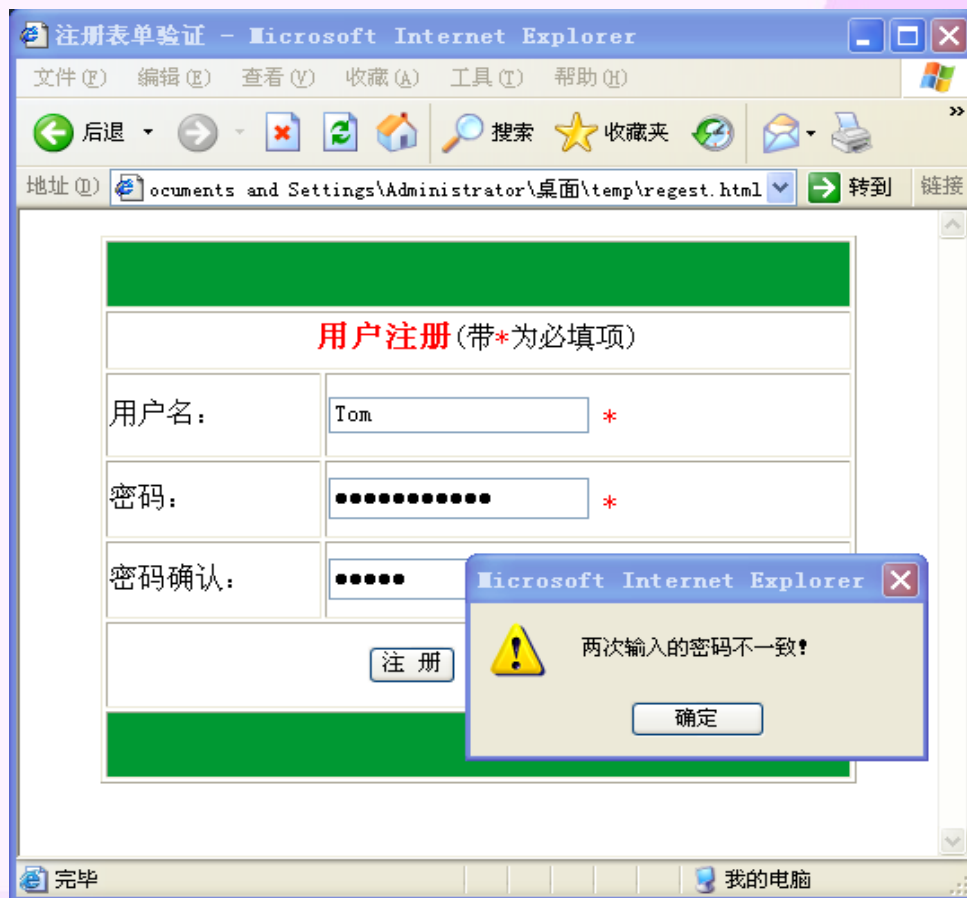 注册表单验证 - Microsoft Internet Explorer
文件(F) 编辑(E) 查看(V) 收藏(A) 工具(T) 帮助(H)
后退 搜索 收藏夹 »
地址(D) ocuments and Settings\Administrator\桌面\temp\regest.html 转到 链接
用户注册(带*为必填项)
用户名： Tom *
密码： ●●●●●●●●●●● *
密码确认： ●●●●●
Microsoft Internet Explorer
两次输入的密码不一致!
注 册
确定
完毕 我的电脑